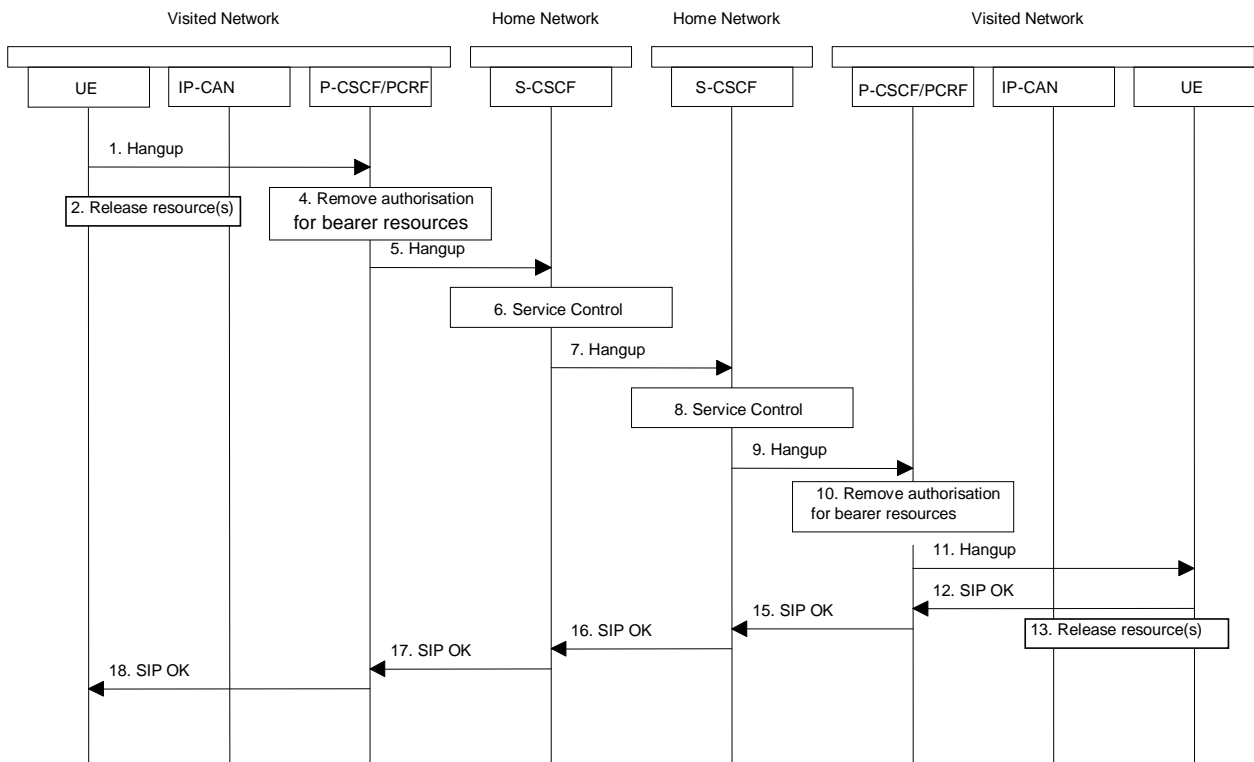 Visited Network
Home Network
Home Network
Visited Network
UE
IP-CAN
P-CSCF/PCRF
S-CSCF
S-CSCF
P-CSCF/PCRF
IP-CAN
UE
1. Hangup
2. Release resource(s)
4. Remove authorisation
for bearer resources
5. Hangup
6. Service Control
7. Hangup
8. Service Control
9. Hangup
10. Remove authorisation
for bearer resources
11. Hangup
12. SIP OK
15. SIP OK
13. Release resource(s)
16. SIP OK
17. SIP OK
18. SIP OK